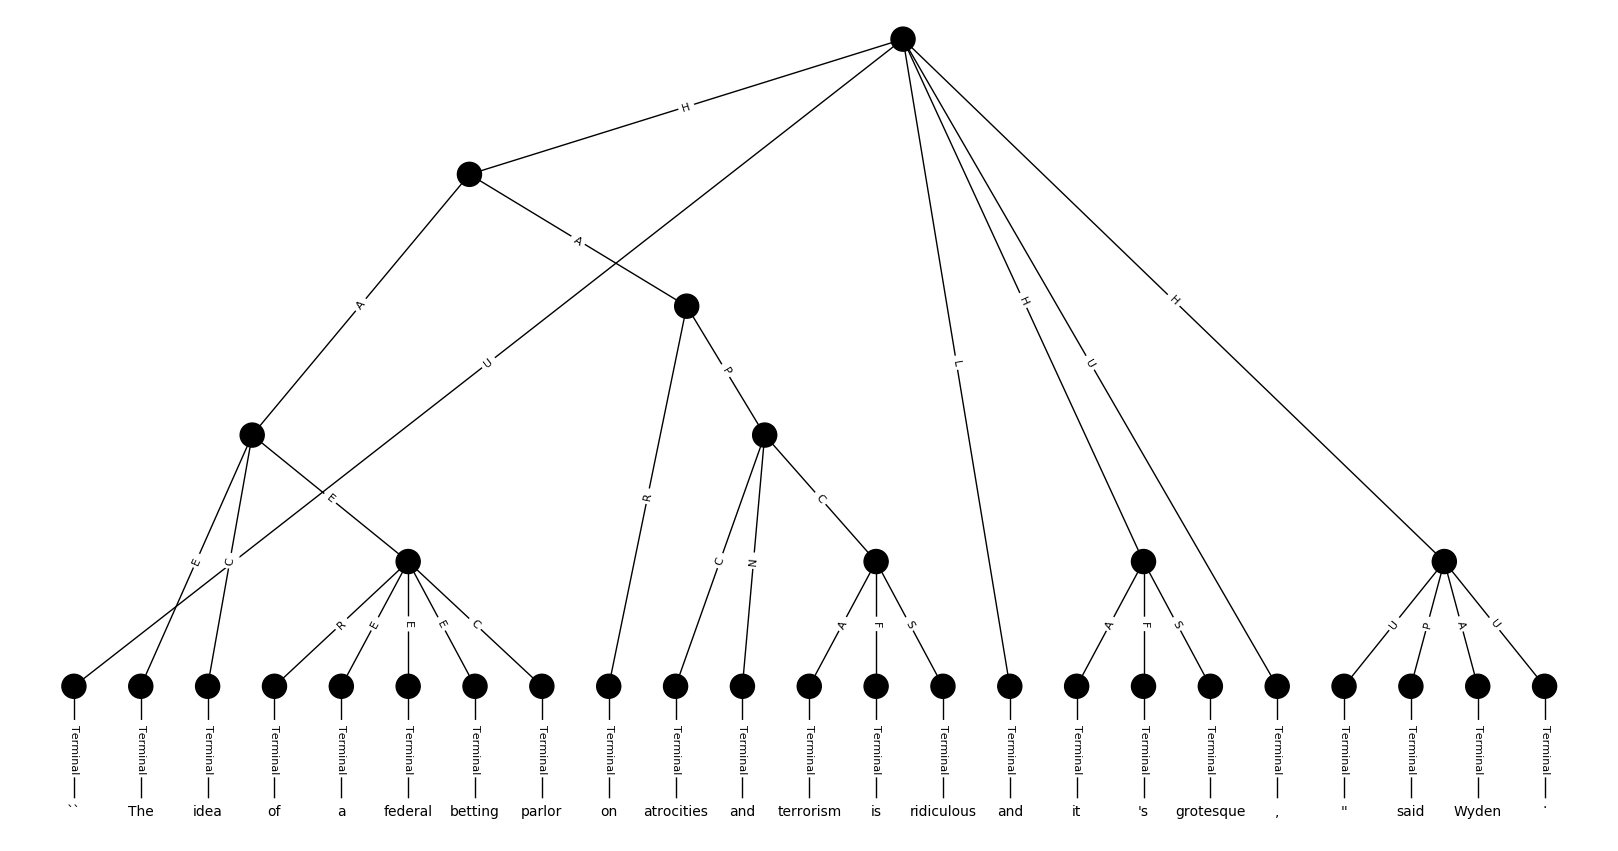 H
A
A
U
P
L
H
U
H
E
R
C
E
C
C
N
R
E
E
E
C
A
F
S
A
F
S
U
P
A
U
Terminal Terminal Terminal Terminal Terminal Terminal Terminal Terminal Terminal Terminal Terminal Terminal Terminal Terminal Terminal Terminal Terminal Terminal Terminal Terminal Terminal Terminal Terminal
`` The idea of a federal betting parlor on atrocities and terrorism is ridiculous and it 's grotesque , " said Wyden .